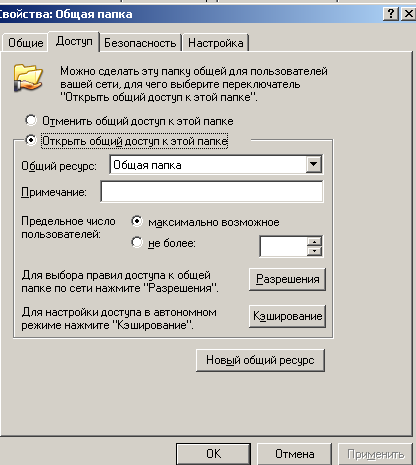 Свойства: Общая папка
Общие Доступ Безопасность Настройка
Можно сделать эту папку общей для пользователей
вашей сети, для чего выберите переключатель
"Открыть общий доступ к этой папке".
Отменить общий доступ к этой папке
Открыть общий доступ к этой папке
Общий ресурс: Общая папка
Примечание:
Предельное число
пользователей:
максимально возможное
не более:
Для выбора правил доступа к общей
папке по сети нажмите "Разрешения".
Разрешения
Для настройки доступа в автономном
режиме нажмите "Кэширование".
Кэширование
Новый общий ресурс
OK Отмена Применить